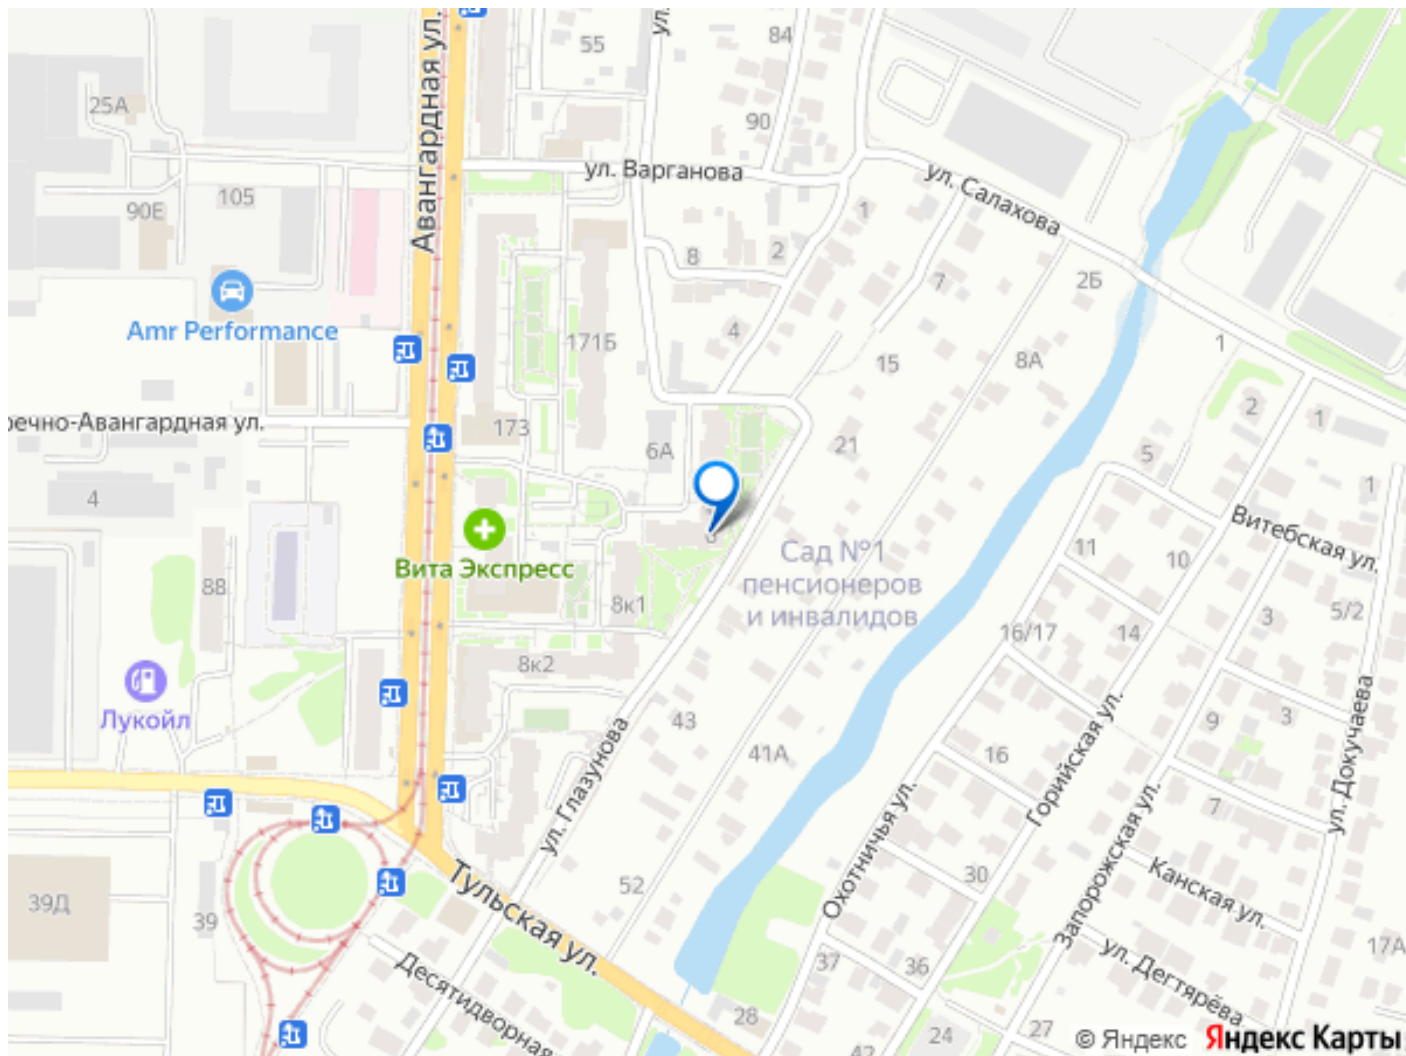 Авангардная ул.
ул.
55
84
25А
90
ул. Варганова
ул. Салахова
105
90Е
1
8
2
7
2Б
Amr Performance
4
171Б
15
8А
1
речно-Авангардная ул.
173
6А
21
2
1
5
1
4
Витебская ул.
Вита Экспресс
Сад №1
пенсионеров
и инвалидов
11
10
88
8к1
3
5/2
16/17
14
8к2
Лукойл
43
41А
16
9
3
ул. Глазунова
Охотничья ул.
Горийская ул.
Запорожская ул.
ул. Докучаева
7
Тульская ул.
52
30
Канская ул.
39Д
39
Десятидворная
37
36
ул. Дегтярёва
17А
28
42
24
27
© Яндекс Яндекс Карты